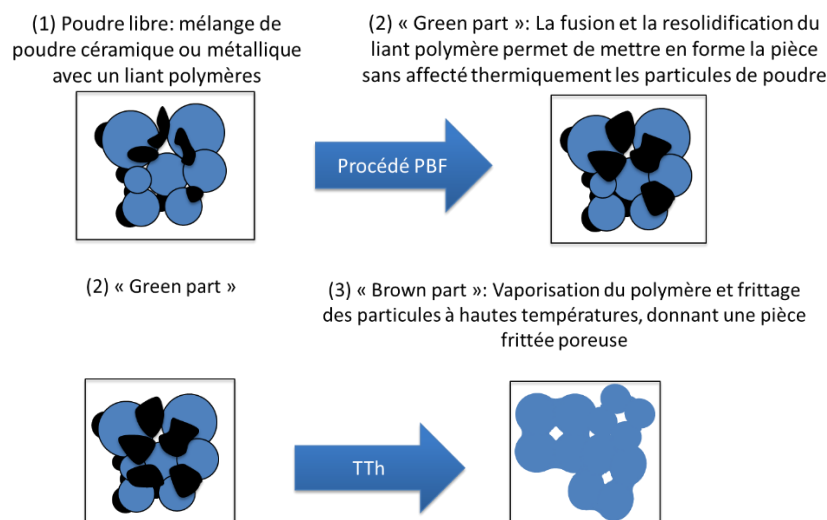 (1) Poudre libre: mélange de
poudre céramique ou métallique
avec un liant polymères
(2) « Green part »: La fusion et la resolidification du
liant polymère permet de mettre en forme la pièce
sans affecté thermiquement les particules de poudre
Procédé PBF
(2) « Green part »
(3) « Brown part »: Vaporisation du polymère et frittage
des particules à hautes températures, donnant une pièce
frittée poreuse
TTh